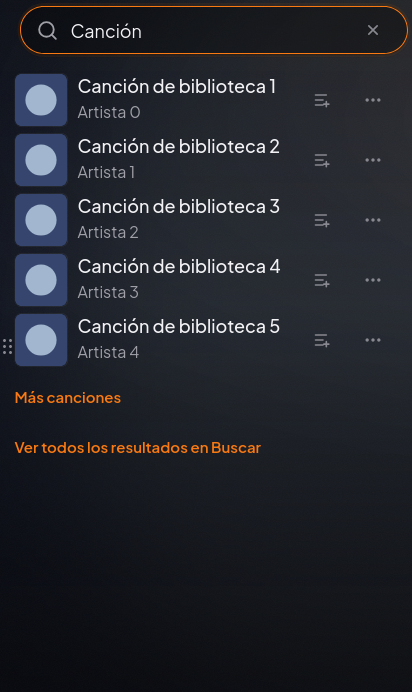 Canción
Canción de biblioteca 1
Artista 0
Canción de biblioteca 2
Artista 1
Canción de biblioteca 3
Artista 2
Canción de biblioteca 4
Artista 3
Canción de biblioteca 5
Artista 4
Más canciones
Ver todos los resultados en Buscar